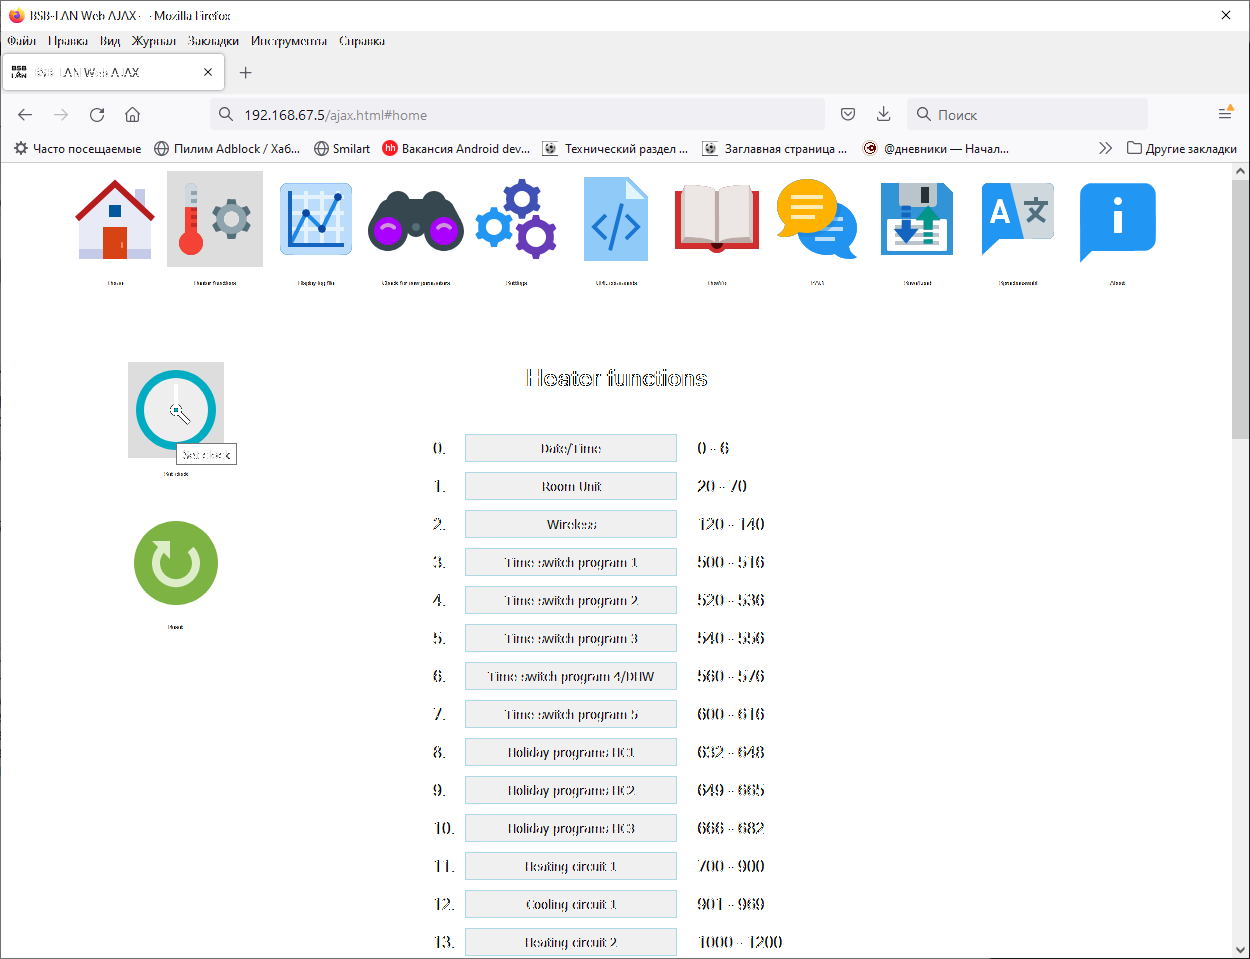 BSB-LAN Web AJAX — Mozilla Firefox
Файл Правка Вид Журнал Закладки Инструменты Справка
BSB LAN BSB-LAN Web AJAX
192.168.67.5/ajax.html#home Поиск
Часто посещаемые Пилим Adblock / Хаб... Smilart hh Вакансия Android dev... Технический раздел ... Заглавная страница ... @дневники — Начал... Другие закладки
Home Heater functions Display log file Check for new parameters Settings URL commands FAQ Save/Load About
Heater functions
Set clock
Set clock
Reset
0. Date/Time 0 - 6
1. Room Unit 20 - 70
2. Wireless 120 - 140
3. Time switch program 1 500 - 516
4. Time switch program 2 520 - 536
5. Time switch program 3 540 - 556
6. Time switch program 4/DHW 560 - 576
7. Time switch program 5 600 - 616
8. Holiday programs HC1 632 - 648
9. Holiday programs HC2 649 - 665
10. Holiday programs HC3 666 - 682
11. Heating circuit 1 700 - 900
12. Cooling circuit 1 901 - 969
13. Heating circuit 2 1000 - 1200